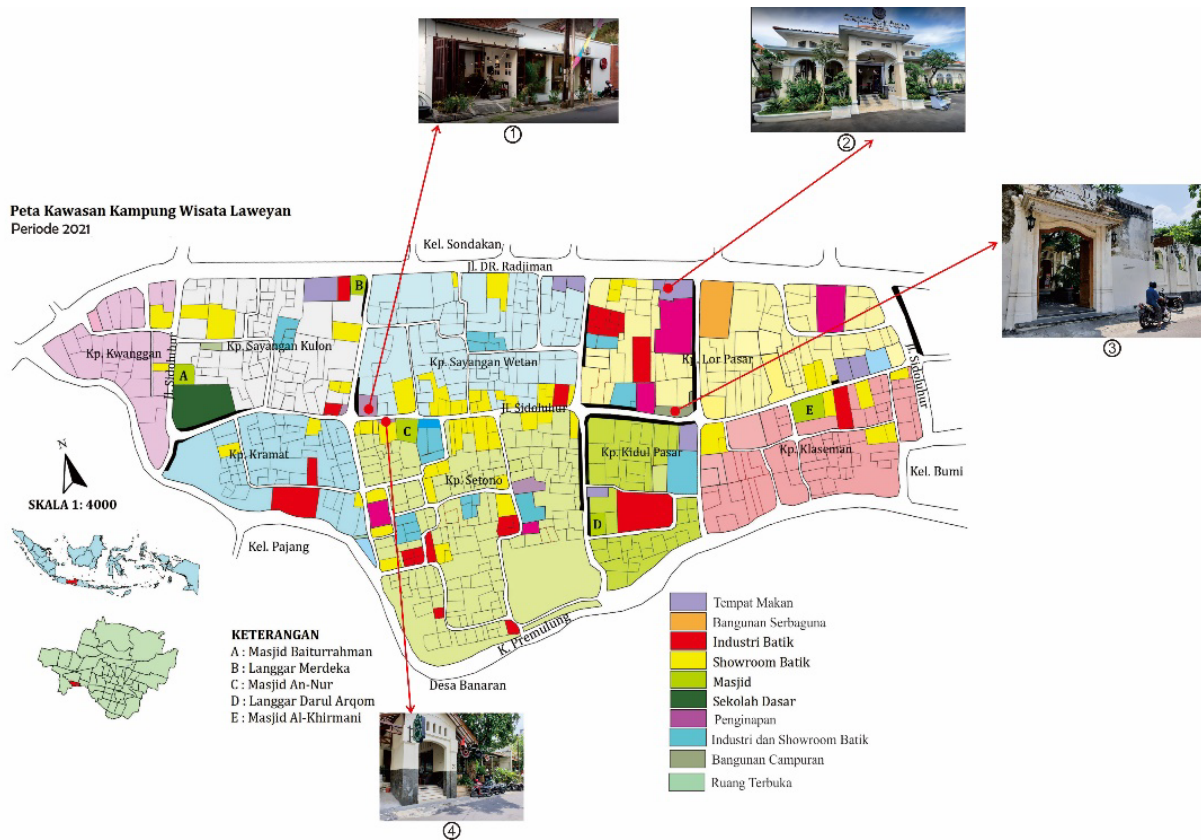 ①
②
③
Peta Kawasan Kampung Wisata Laweyan
Periode 2021
Kel. Sondakan
Jl. DR. Radjiman
B
Kp. Kwanggan
Kp. Sayangan Kulon
Kp. Sayangan Wetan
Kp. Lor Pasar
Jl. Sidoluhur
A
Jl. Sidoluhur
E
C
Kp. Kramat
Kp. Kidul Pasar
Kp. Klaseman
Kel. Bumi
Kp. Setono
N
SKALA 1: 4000
D
Kel. Pajang
K. Premulung
Desa Banaran
KETERANGAN
A : Masjid Baiturrahman
B : Langgar Merdeka
C : Masjid An-Nur
D : Langgar Darul Arqom
E : Masjid Al-Khirmani
Tempat Makan
Bangunan Serbaguna
Industri Batik
Showroom Batik
Masjid
Sekolah Dasar
Penginapan
Industri dan Showroom Batik
Bangunan Campuran
Ruang Terbuka
④